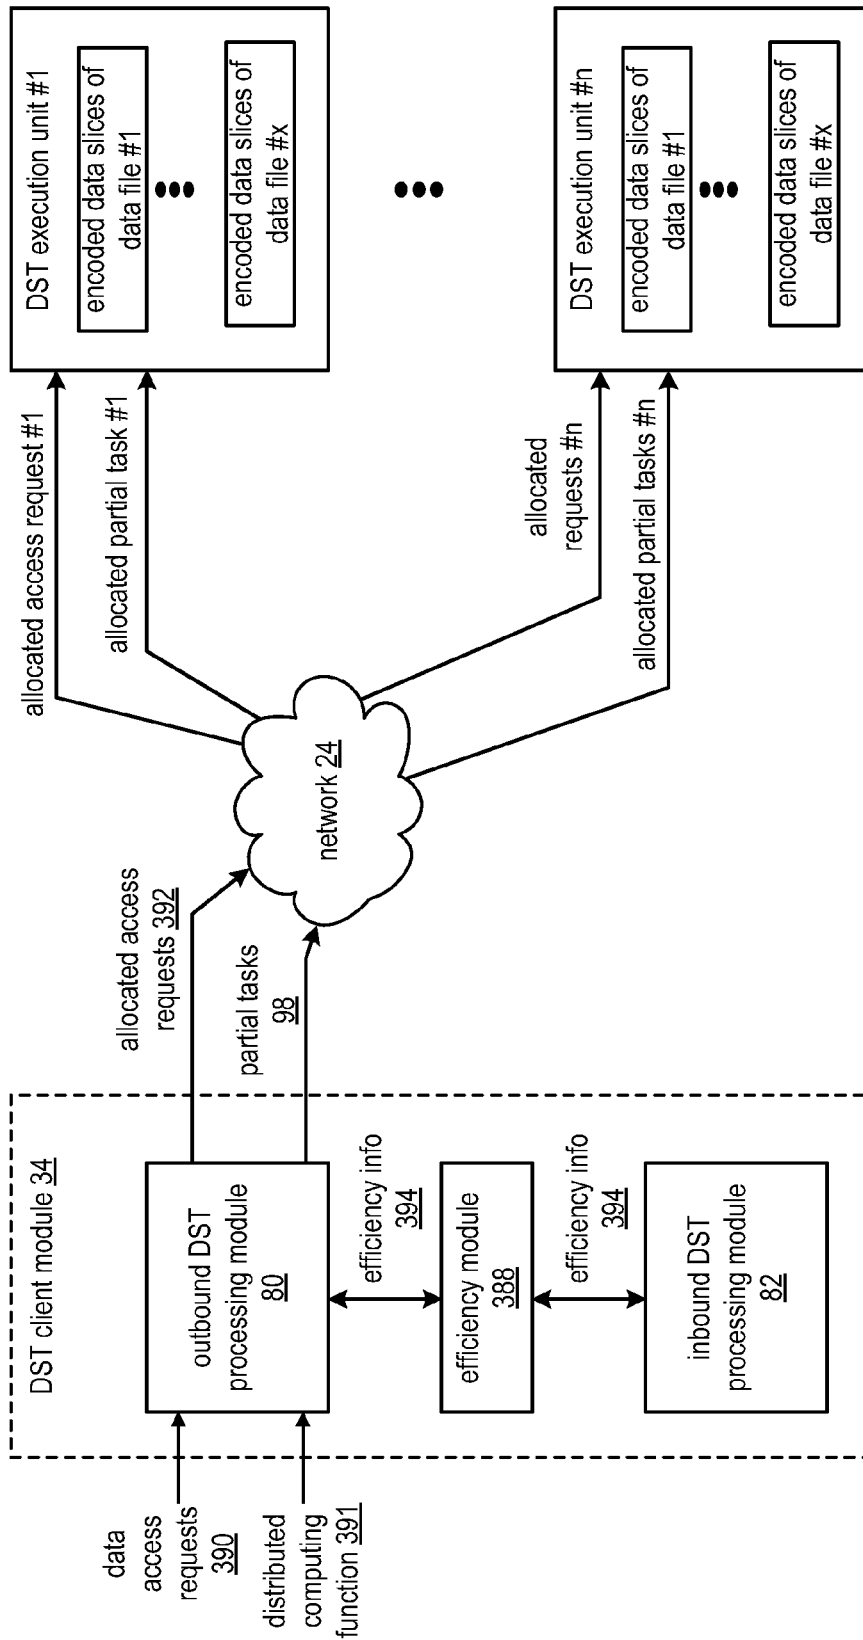 data
access
requests 390
distributed
computing
function 391
DST client module 34
outbound DST
processing module
80
efficiency info
394
efficiency module
388
efficiency info
394
inbound DST
processing module
82
allocated access
requests 392
partial tasks
98
network 24
allocated access request #1
allocated partial task #1
allocated
requests #n
allocated partial tasks #n
DST execution unit #1
encoded data slices of
data file #1
encoded data slices of
data file #x
DST execution unit #n
encoded data slices of
data file #1
encoded data slices of
data file #x